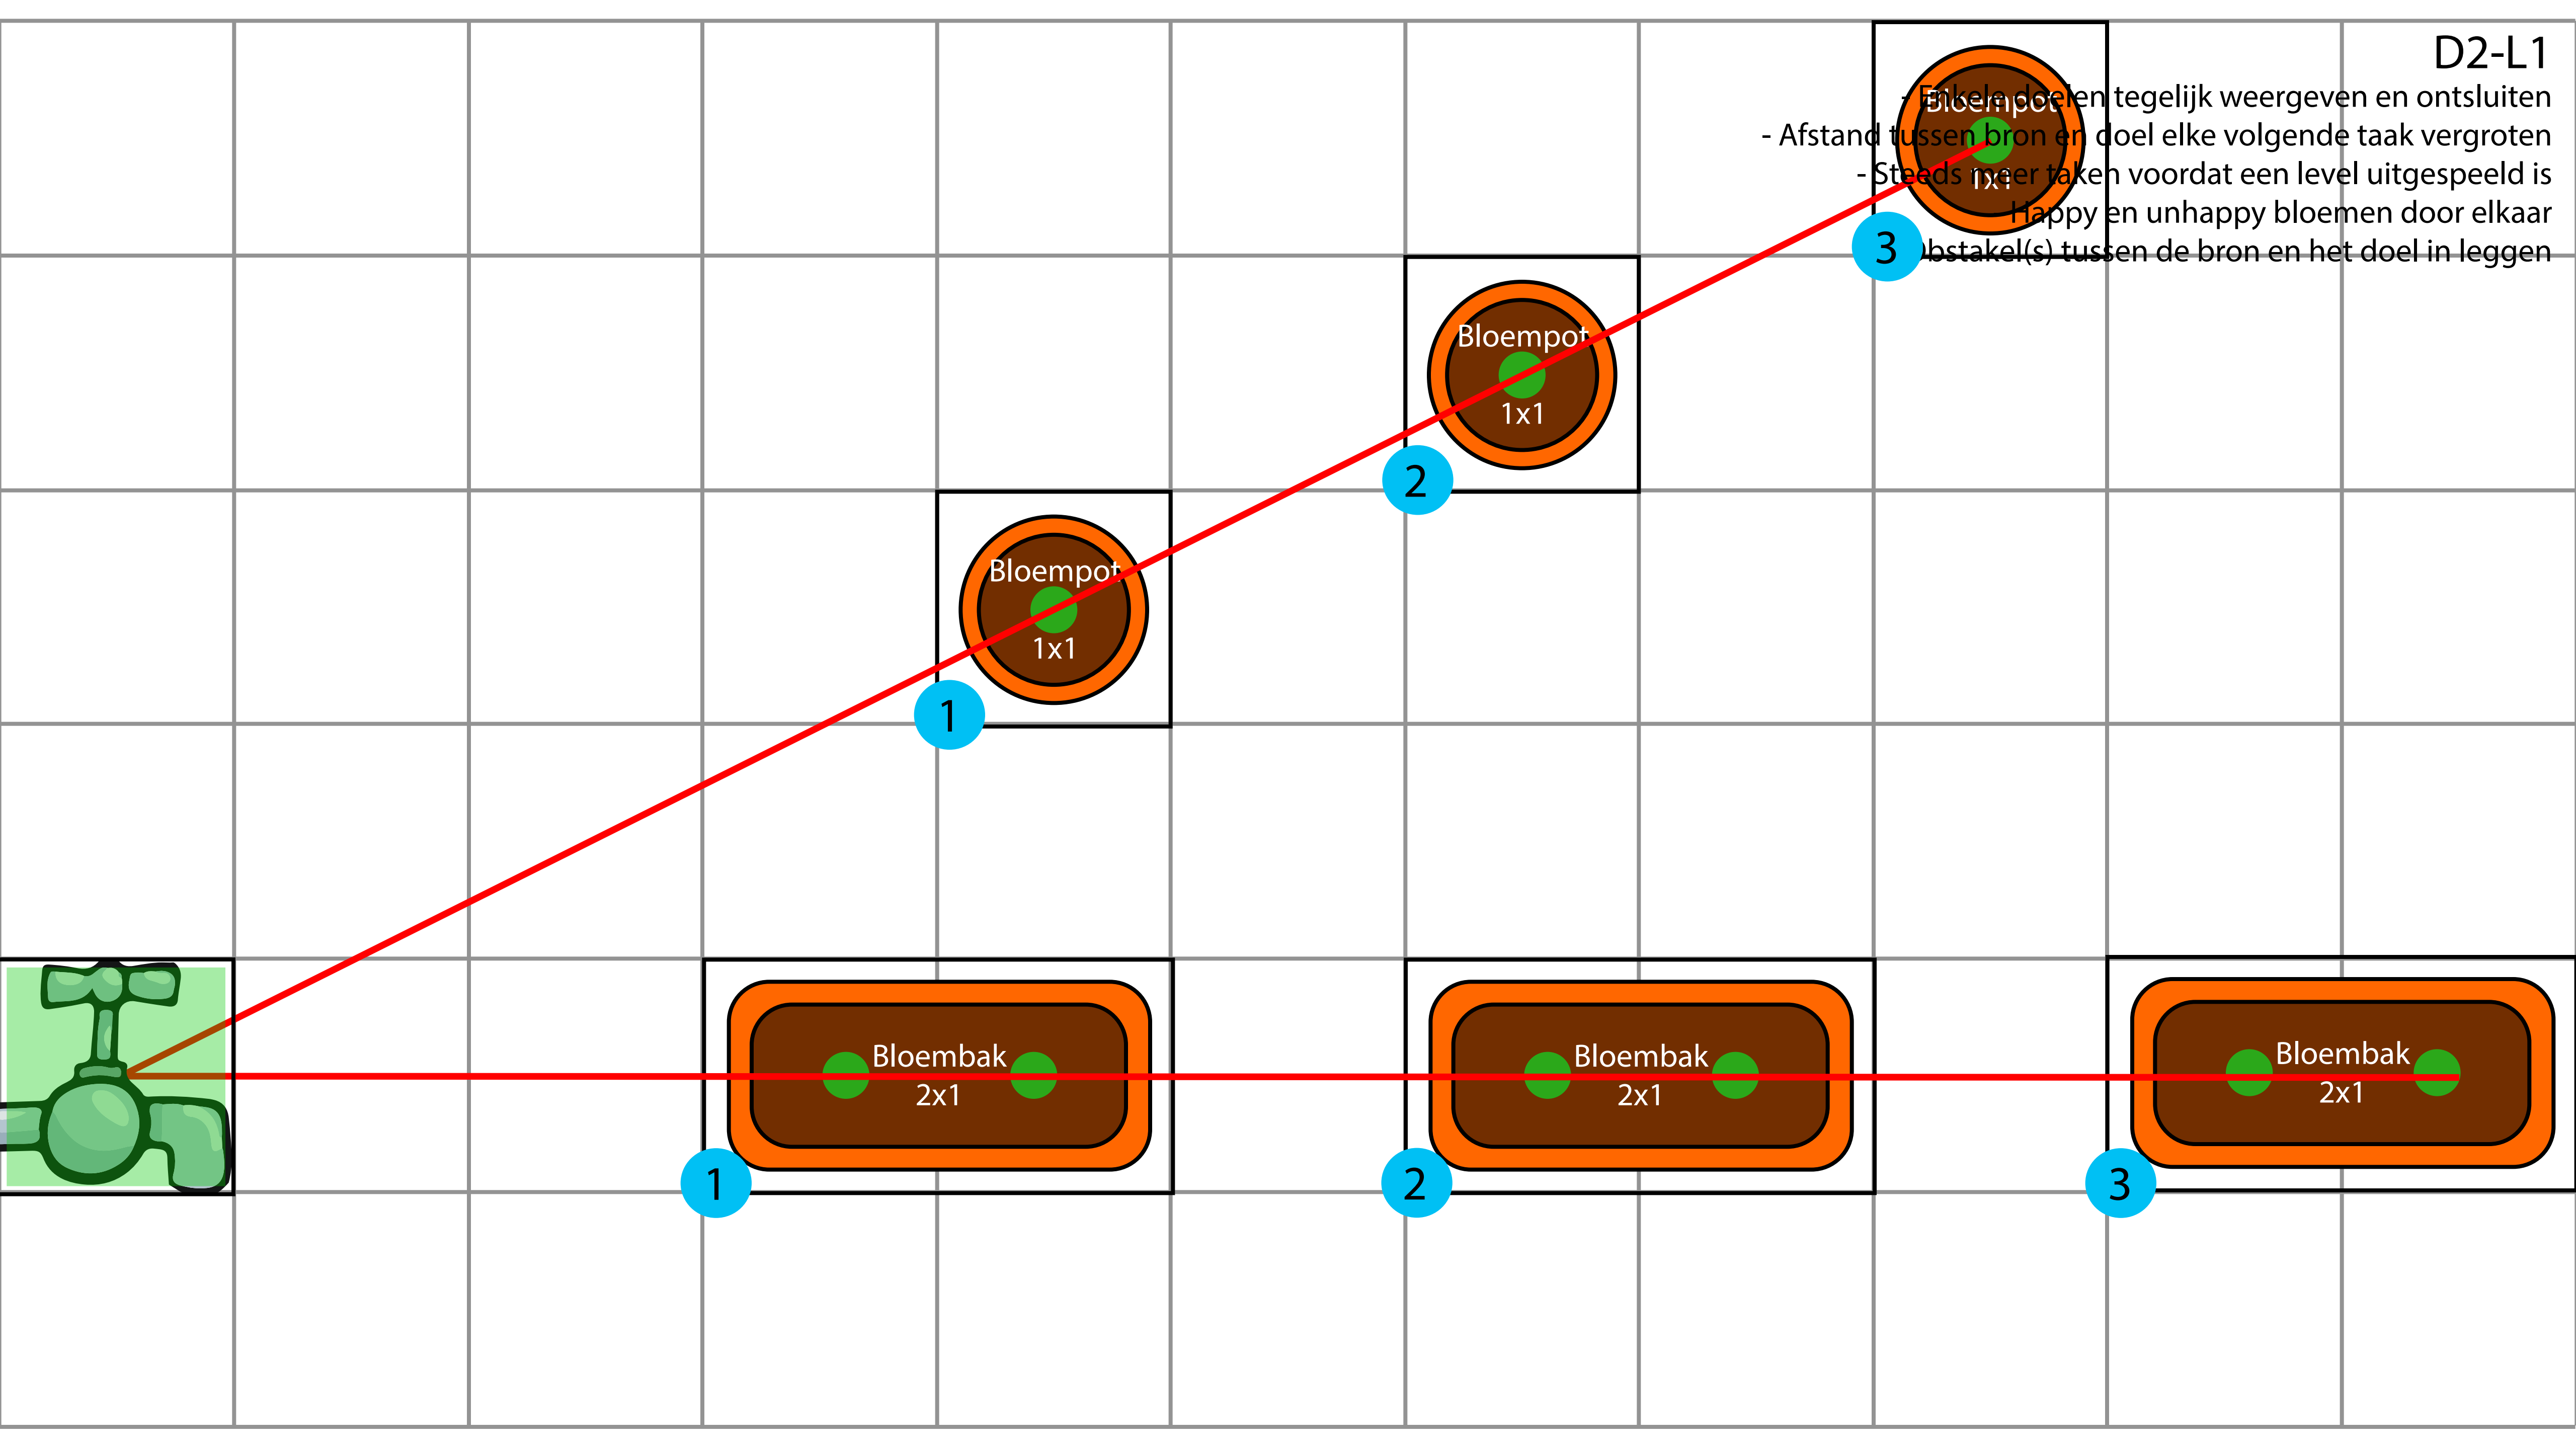 D2-L1
- Enkele doelen tegelijk weergeven en ontsluiten
- Afstand tussen bron en doel elke volgende taak vergroten
- Steeds meer taken voordat een level uitgespeeld is
Happy en unhappy bloemen door elkaar
bstakel(s) tussen de bron en het doel in leggen
Bloempot
1x1
3
Bloempot
1x1
2
Bloempot
1x1
1
Bloembak
2x1
1
Bloembak
2x1
2
Bloembak
2x1
3